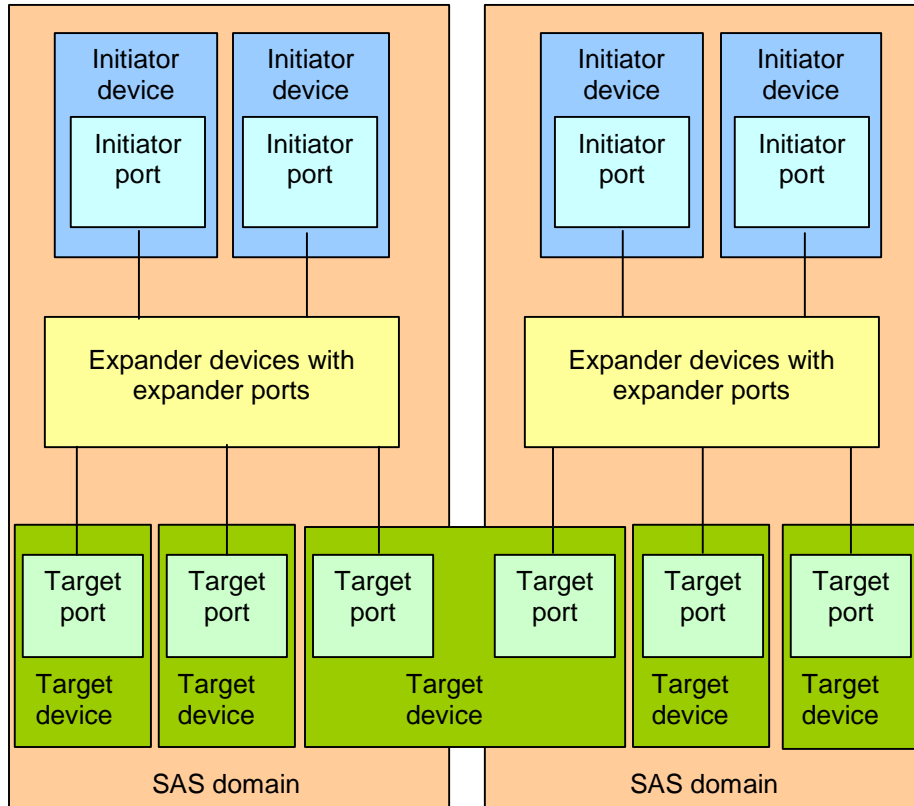 Initiator
device
Initiator
port
Initiator
device
Initiator
port
Initiator
device
Initiator
port
Initiator
device
Initiator
port
Expander devices with
expander ports
Expander devices with
expander ports
Target
port
Target
device
Target
port
Target
device
Target
port
Target
port
Target
device
Target
port
Target
device
Target
port
Target
device
SAS domain
SAS domain